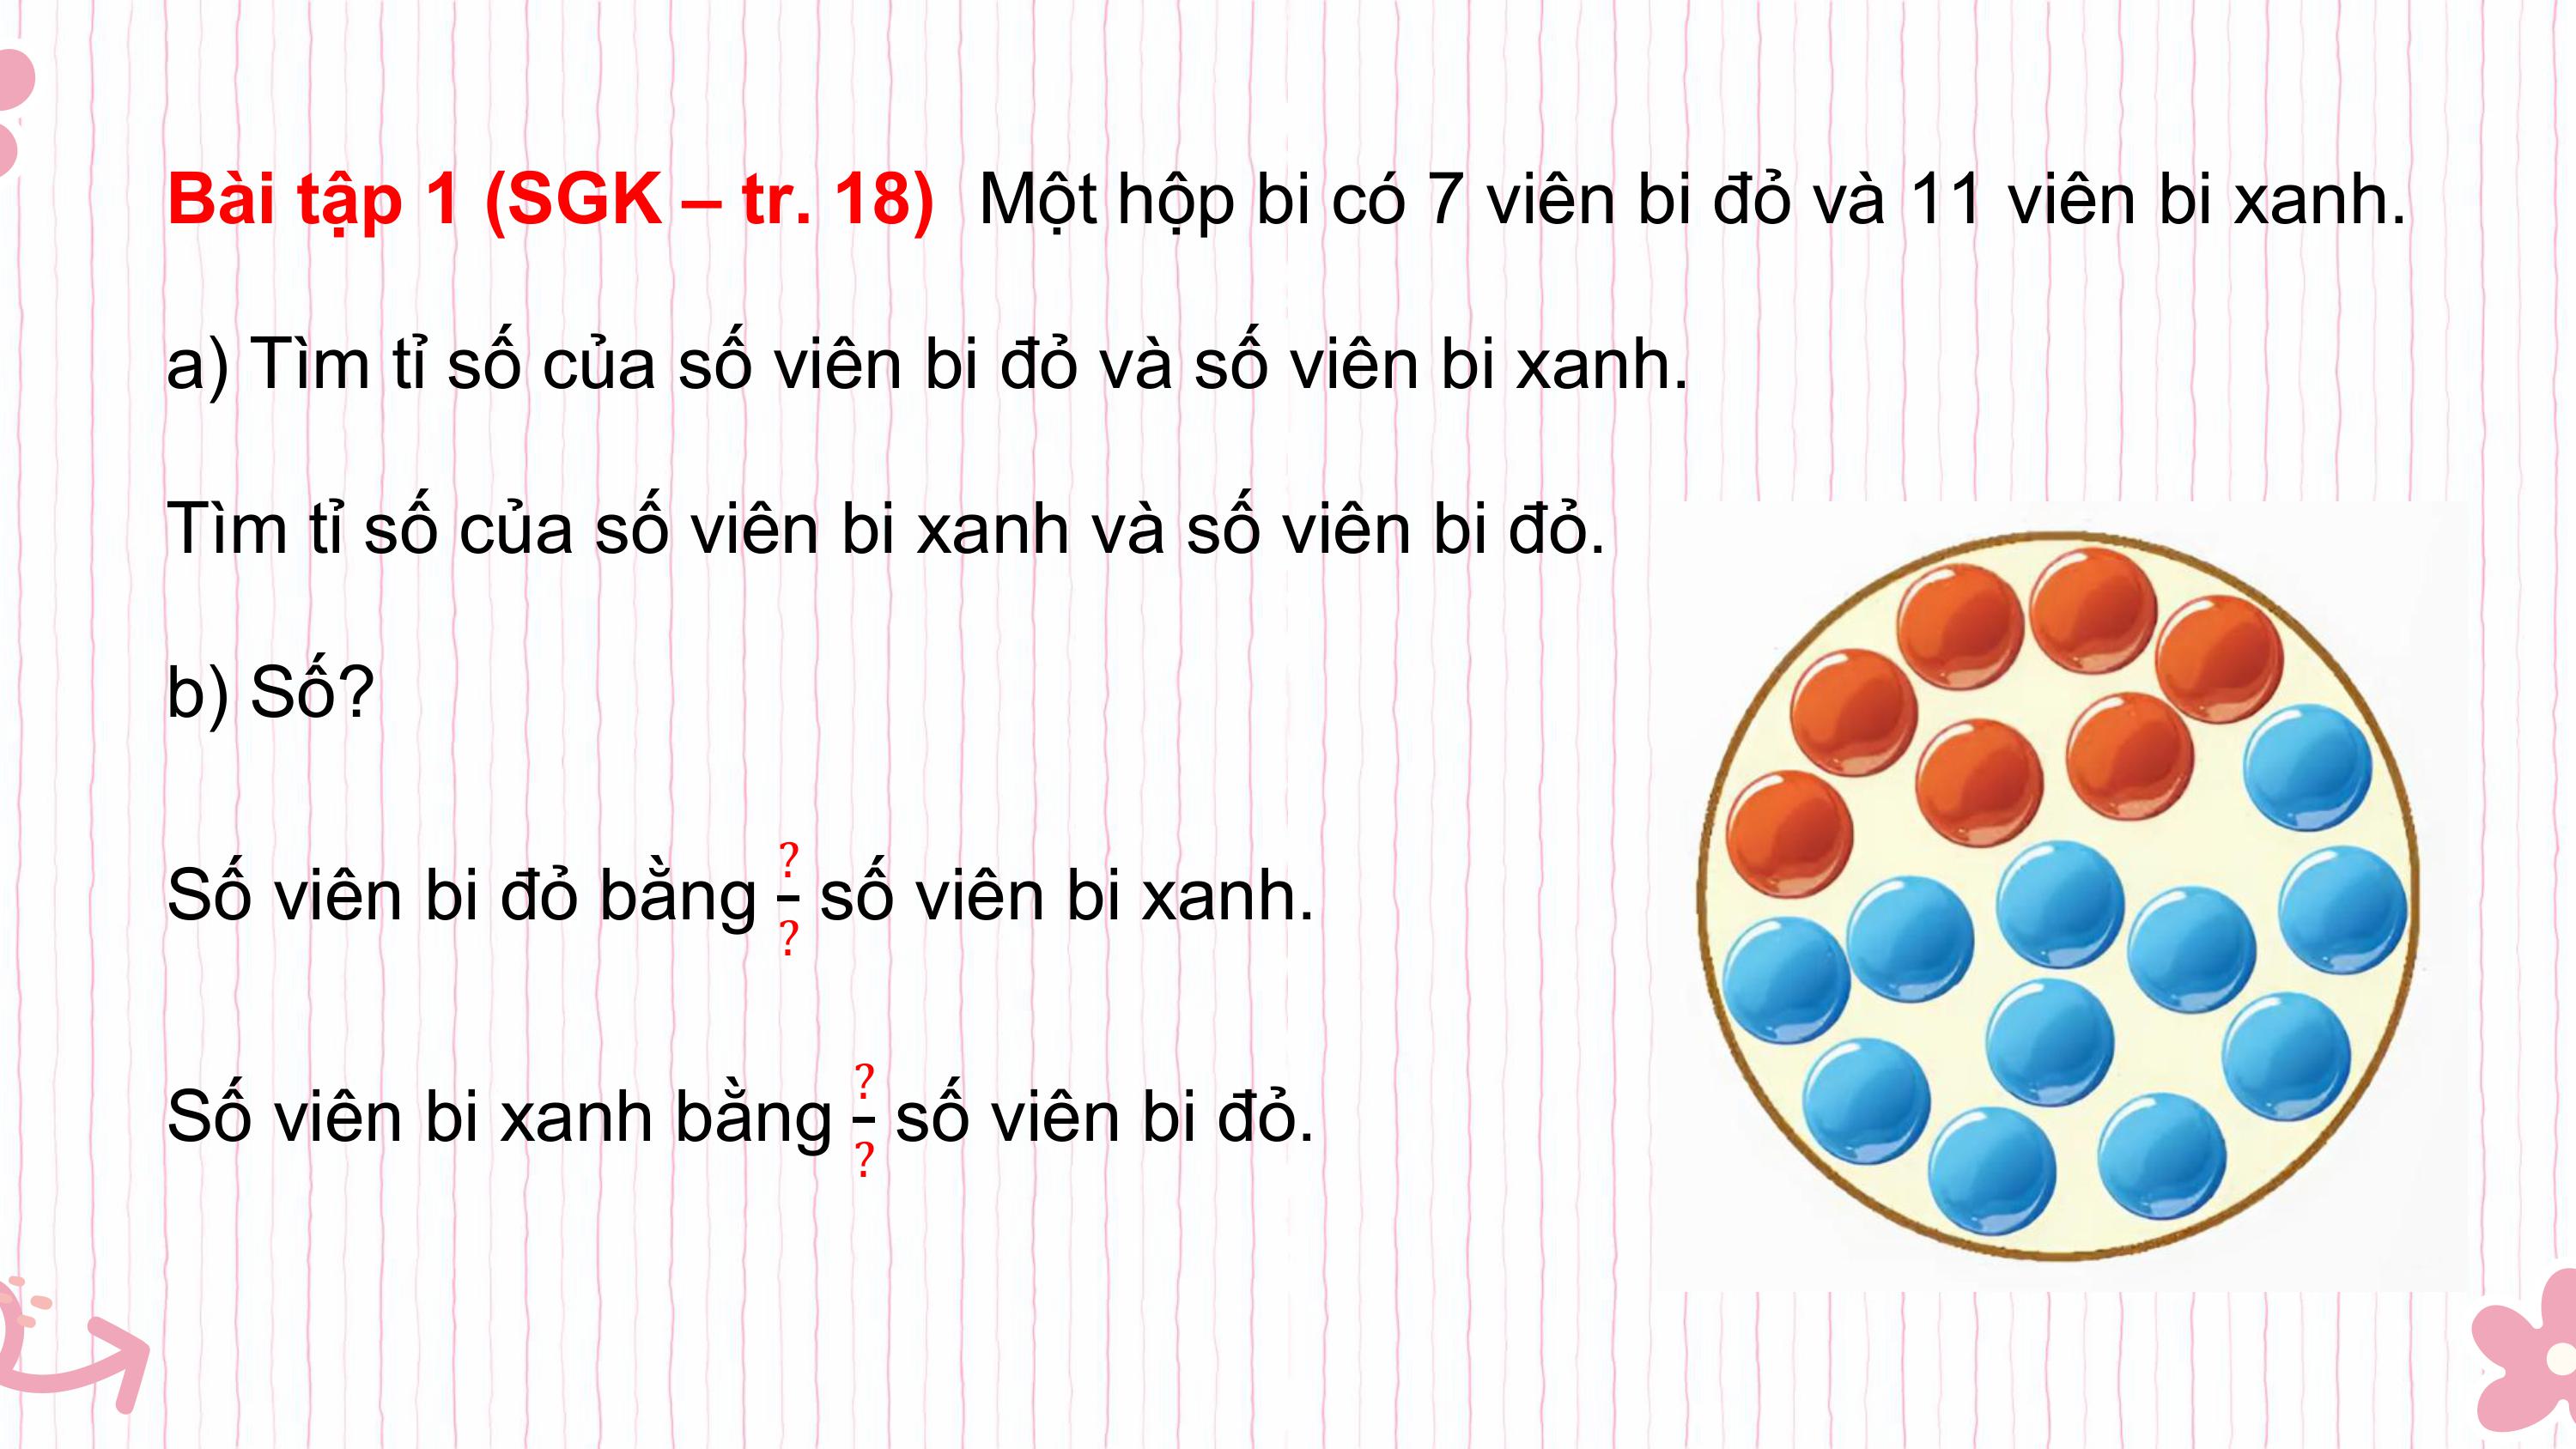 Bài tập 1 (SGK – tr. 18) Một hộp bi có 7 viên bi đỏ và 11 viên bi xanh.
a) Tìm tỉ số của số viên bi đỏ và số viên bi xanh.
Tìm tỉ số của số viên bi xanh và số viên bi đỏ.
b) Số?
Số viên bi đỏ bằng ?/? số viên bi xanh.
Số viên bi xanh bằng ?/? số viên bi đỏ.